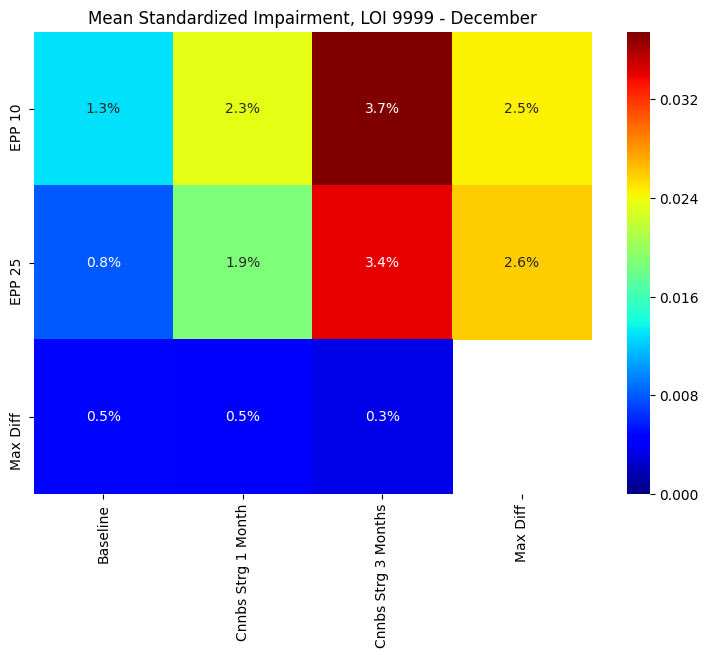 Mean Standardized Impairment, LOI 9999 - December
EPP 10
1.3%
2.3%
3.7%
2.5%
EPP 25
0.8%
1.9%
3.4%
2.6%
Max Diff
0.5%
0.5%
0.3%
Baseline
Cnnbs Strg 1 Month
Cnnbs Strg 3 Months
Max Diff
0.032
0.024
0.016
0.008
0.000